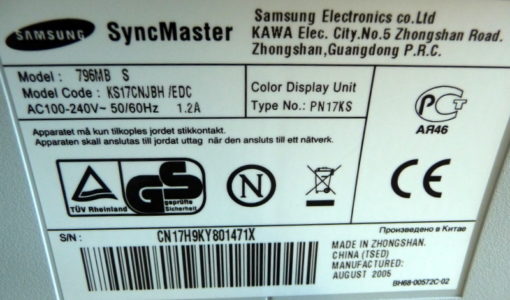 SAMSUNG SyncMaster
Samsung Electronics co.Ltd
KAWA Elec. City.No.5 Zhongshan Road.
Zhongshan,Guangdong P.R.C.
Model : 796MB S
Model Code : KS17CNJBH /EDC
AC100-240V~ 50/60Hz 1.2A
Color Display Unit
Type No.: PN17KS
PCT
AЯ46
Apparatet må kun tilkoples jordet stikkontakt.
Apparaten skall anslutas till jordat uttag när den ansluts till ett nätverk.
TÜV Rheinland
GS
geprüfte
Sicherheit
N
CE
S/N :
CN17H9KY801471X
Произведено в Китае
MADE IN ZHONGSHAN.
CHINA (TSED)
MANUFACTURED:
AUGUST 2006
BH68-00572C-02